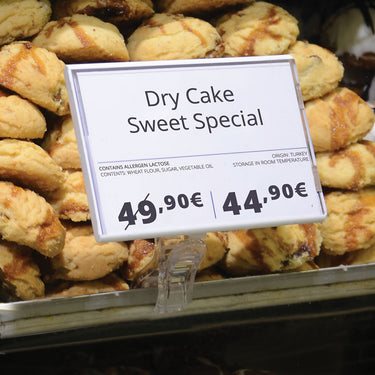 Dry Cake
Sweet Special
CONTAINS ALLERGEN LACTOSE
CONTENTS: WHEAT FLOUR, SUGAR, VEGETABLE OIL
ORIGIN: TURKEY
STORAGE IN ROOM TEMPERATURE
49,90€
44,90€